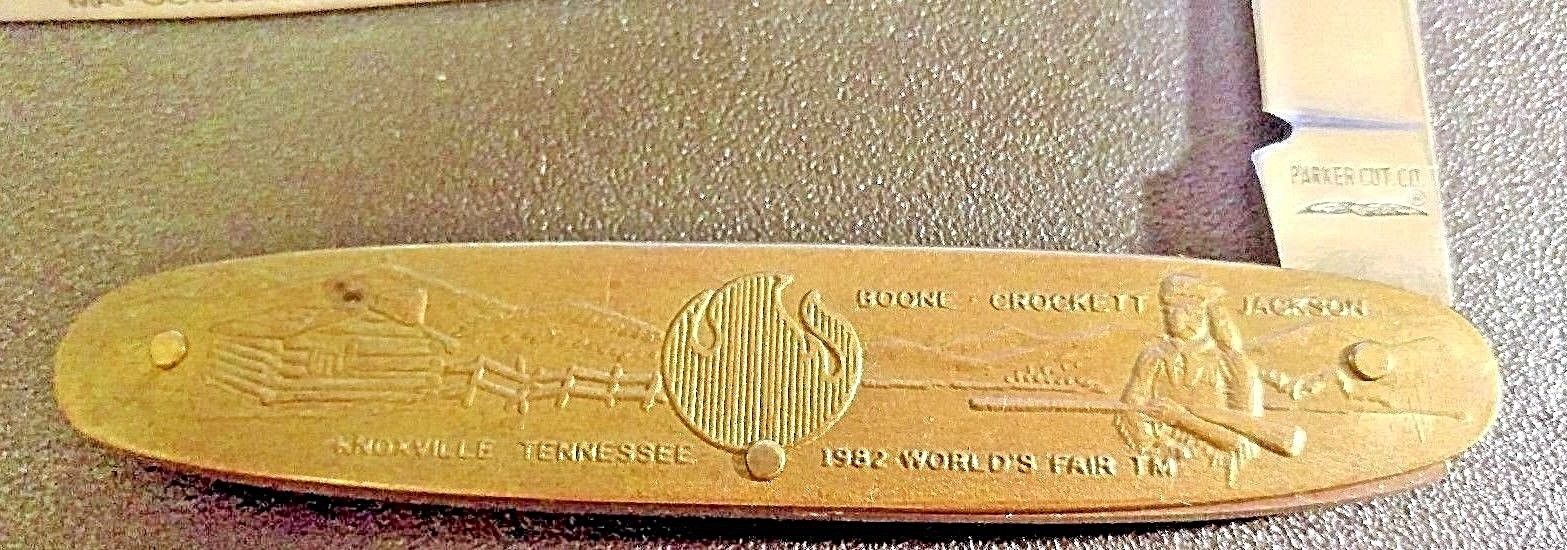 PARKER CUT. CO.
®
BOONE · CROCKETT JACKSON
KNOXVILLE TENNESSEE 1982 WORLD'S FAIR TM